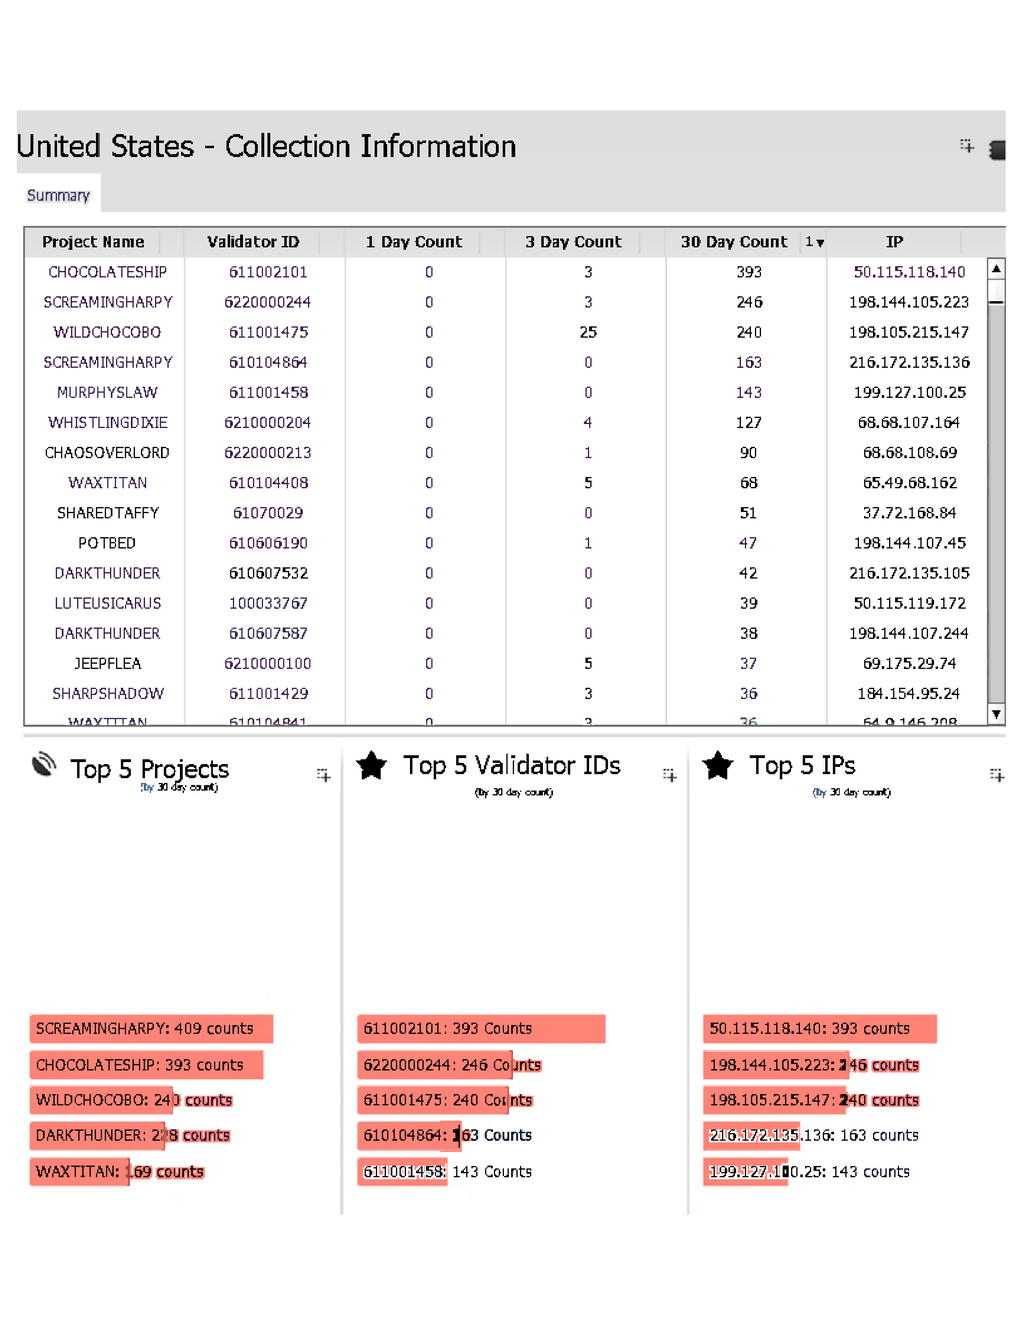 United States - Collection Information
Summary
Project Name Validator ID 1 Day Count 3 Day Count 30 Day Count 1▼ IP
CHOCOLATESHIP 611002101 0 3 393 50.115.118.140
SCREAMINGHARPY 6220000244 0 3 246 198.144.105.223
WILDCHOCOBO 611001475 0 25 240 198.105.215.147
SCREAMINGHARPY 610104864 0 0 163 216.172.135.136
MURPHYSLAW 611001458 0 0 143 199.127.100.25
WHISTLINGDIXIE 6210000204 0 4 127 68.68.107.164
CHAOSOVERLORD 6220000213 0 1 90 68.68.108.69
WAXTITAN 610104408 0 5 68 65.49.68.162
SHAREDTAFFY 61070029 0 0 51 37.72.168.84
POTBED 610606190 0 1 47 198.144.107.45
DARKTHUNDER 610607532 0 0 42 216.172.135.105
LUTEUSICARUS 100033767 0 0 39 50.115.119.172
DARKTHUNDER 610607587 0 0 38 198.144.107.244
JEEPFLEA 6210000100 0 5 37 69.175.29.74
SHARPSHADOW 611001429 0 3 36 184.154.95.24
WAXTITAN 610104841 0 3 36 64.9.146.208
Top 5 Projects
(by 30 day count)
SCREAMINGHARPY: 409 counts
CHOCOLATESHIP: 393 counts
WILDCHOCOBO: 240 counts
DARKTHUNDER: 228 counts
WAXTITAN: 169 counts
Top 5 Validator IDs
(by 30 day count)
611002101: 393 Counts
6220000244: 246 Counts
611001475: 240 Counts
610104864: 163 Counts
611001458: 143 Counts
Top 5 IPs
(by 30 day count)
50.115.118.140: 393 counts
198.144.105.223: 246 counts
198.105.215.147: 240 counts
216.172.135.136: 163 counts
199.127.100.25: 143 counts